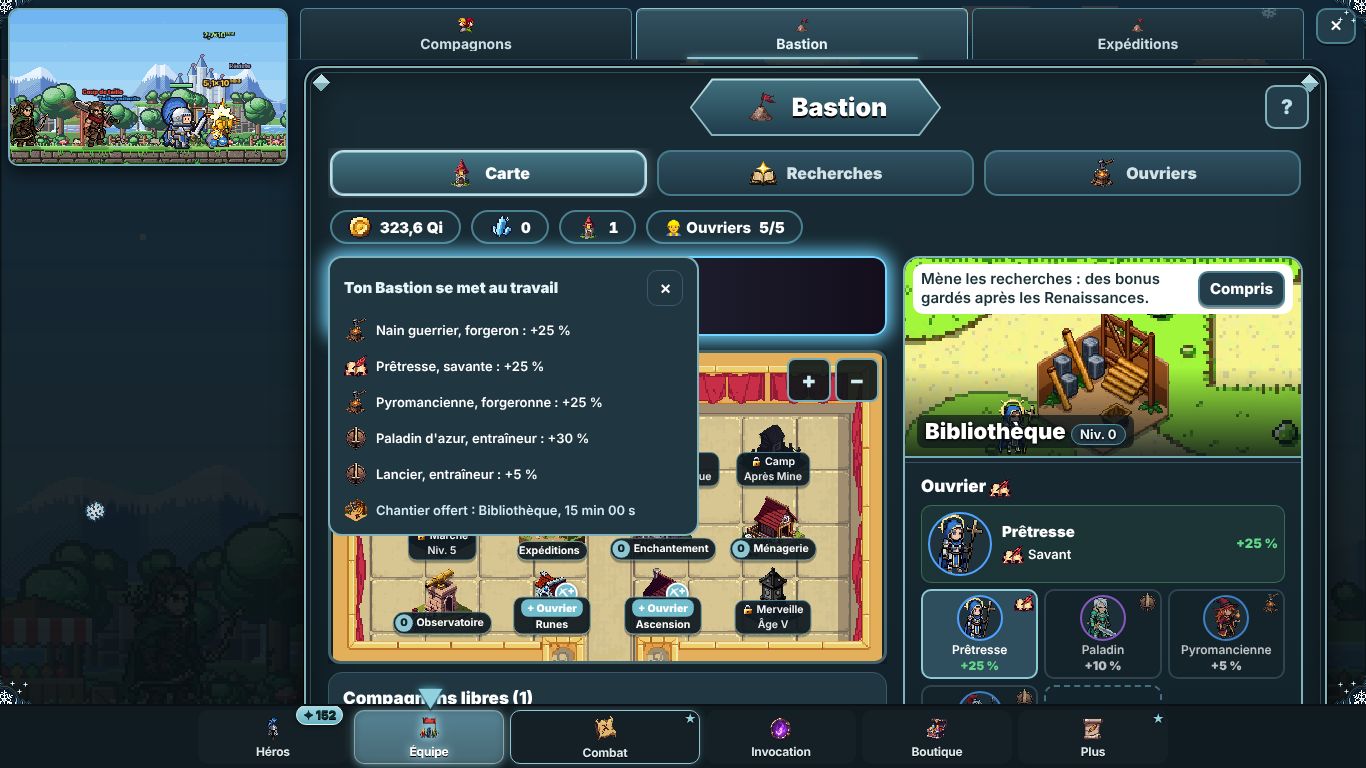 Compagnons
Bastion
Expéditions
Bastion
?
Carte
Recherches
Ouvriers
323,6 Qi
0
1
Ouvriers 5/5
Ton Bastion se met au travail
Nain guerrier, forgeron : +25 %
Prêtresse, savante : +25 %
Pyromancienne, forgeronne : +25 %
Paladin d'azur, entraîneur : +30 %
Lancier, entraîneur : +5 %
Chantier offert : Bibliothèque, 15 min 00 s
Camp
Après Mine
Marché
Niv. 5
Expéditions
0 Enchantement
0 Ménagerie
0 Observatoire
+ Ouvrier
Runes
+ Ouvrier
Ascension
Merveille
Âge V
Compagnons libres (1)
Mène les recherches : des bonus
gardés après les Renaissances.
Compris
Bibliothèque Niv. 0
Ouvrier
Prêtresse
Savant
+25 %
Prêtresse
+25 %
Paladin
+10 %
Pyromancienne
+5 %
152
Héros
Équipe
Combat
Invocation
Boutique
Plus